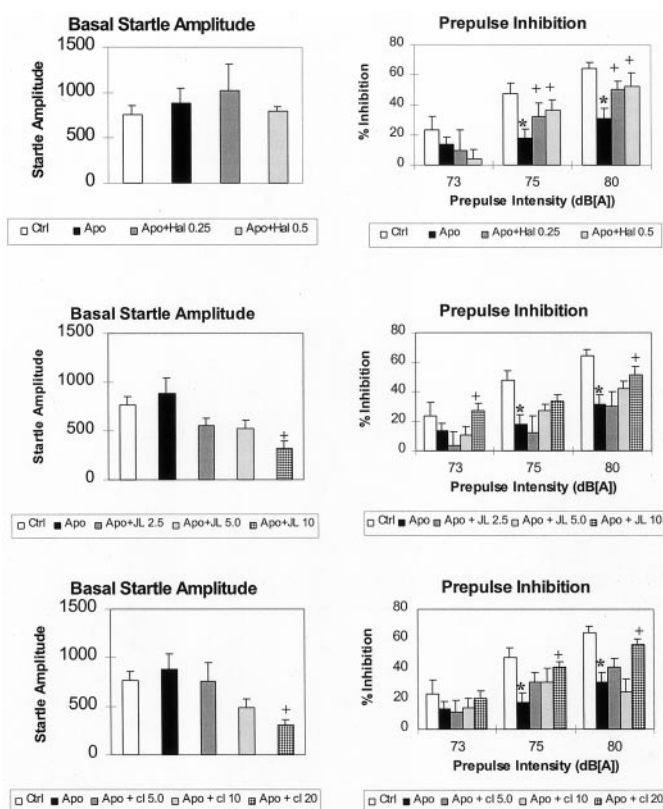 Basal Startle Amplitude
1500
1000
500
0
Startle Amplitude
Ctrl Apo Apo+Hal 0.25 Apo+Hal 0.5
Prepulse Inhibition
80
60
40
20
0
% Inhibition
* + + * + +
73 75 80
Prepulse Intensity (dB[A])
Ctrl Apo Apo+Hal 0.25 Apo+Hal 0.5
Basal Startle Amplitude
1500
1000
500
0
Startle Amplitude
+
Ctrl Apo Apo+JL 2.5 Apo+JL 5.0 Apo+JL 10
Prepulse Inhibition
80
60
40
20
0
% Inhibition
+ * * +
73 75 80
Prepulse Intensity (dB[A])
Ctrl Apo Apo + JL 2.5 Apo + JL 5.0 Apo + JL 10
Basal Startle Amplitude
1500
1000
500
0
Startle Amplitude
+
Ctrl Apo Apo + cl 5.0 Apo + cl 10 Apo + cl 20
Prepulse Inhibition
80
60
40
20
0
% Inhibition
* + * +
73 75 80
Prepulse Intensity (dB[A])
Ctrl Apo Apo + cl 5.0 Apo + cl 10 Apo + cl 20